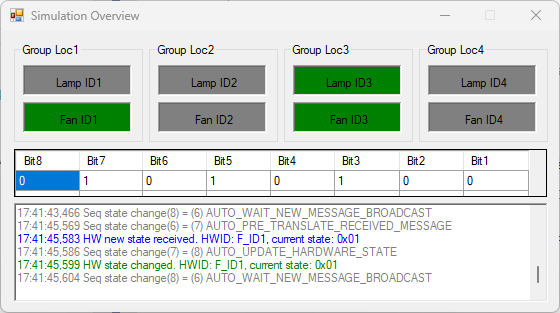 Simulation Overview
Group Loc1 Group Loc2 Group Loc3 Group Loc4
Lamp ID1 Lamp ID2 Lamp ID3 Lamp ID4
Fan ID1 Fan ID2 Fan ID3 Fan ID4
Bit8 Bit7 Bit6 Bit5 Bit4 Bit3 Bit2 Bit1
0 1 0 1 0 1 0 0
17:41:43,466 Seq state change(8) = (6) AUTO_WAIT_NEW_MESSAGE_BROADCAST
17:41:45,569 Seq state change(6) = (7) AUTO_PRE_TRANSLATE_RECEIVED_MESSAGE
17:41:45,583 HW new state received. HWID: F_ID1, current state: 0x01
17:41:45,586 Seq state change(7) = (8) AUTO_UPDATE_HARDWARE_STATE
17:41:45,599 HW state changed. HWID: F_ID1, current state: 0x01
17:41:45,604 Seq state change(8) = (6) AUTO_WAIT_NEW_MESSAGE_BROADCAST